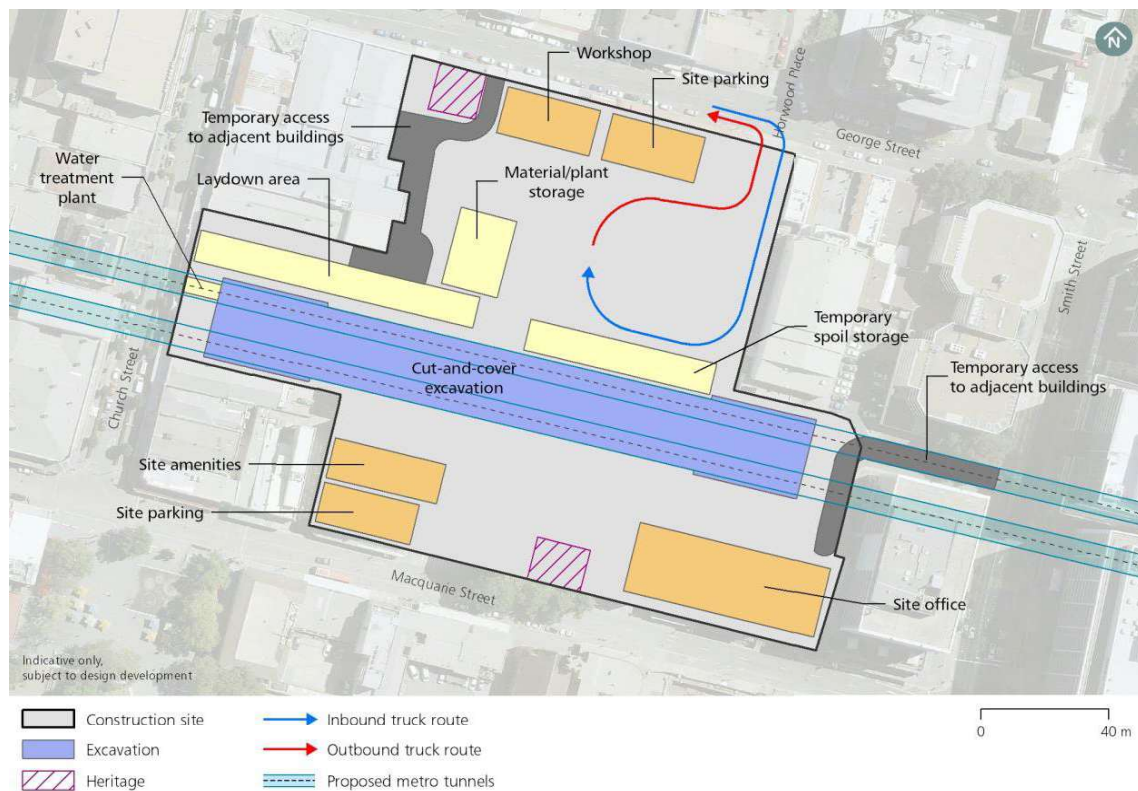 N
Workshop
Site parking
Horwood Place
George Street
Temporary access
to adjacent buildings
Water
treatment
plant
Laydown area
Material/plant
storage
Smith Street
Temporary
spoil storage
Temporary access
to adjacent buildings
Cut-and-cover
excavation
Church Street
Site amenities
Site parking
Macquarie Street
Site office
Indicative only,
subject to design development
Construction site
Excavation
Heritage
Inbound truck route
Outbound truck route
Proposed metro tunnels
0 40 m